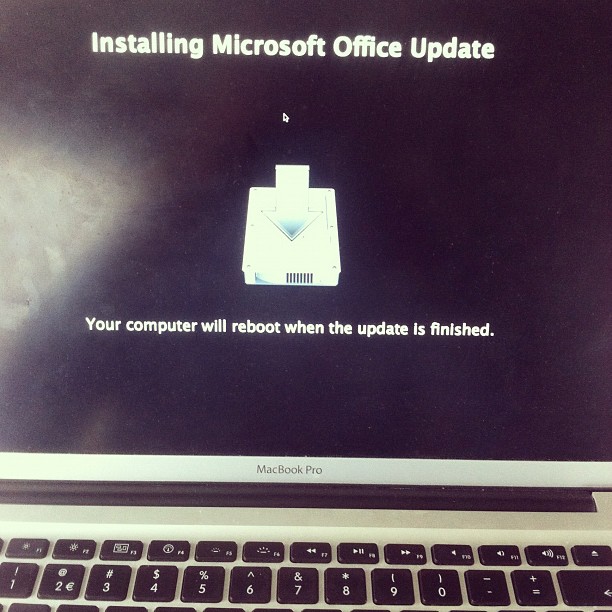 Installing Microsoft Office Update
Your computer will reboot when the update is finished.
MacBook Pro
F1 F2 F3 F4 F5 F6 F7 F8 F9 F10 F11 F12
! @ # $ % ^ & * ( ) – +
1 2 € 3 4 5 6 7 8 9 0 - =